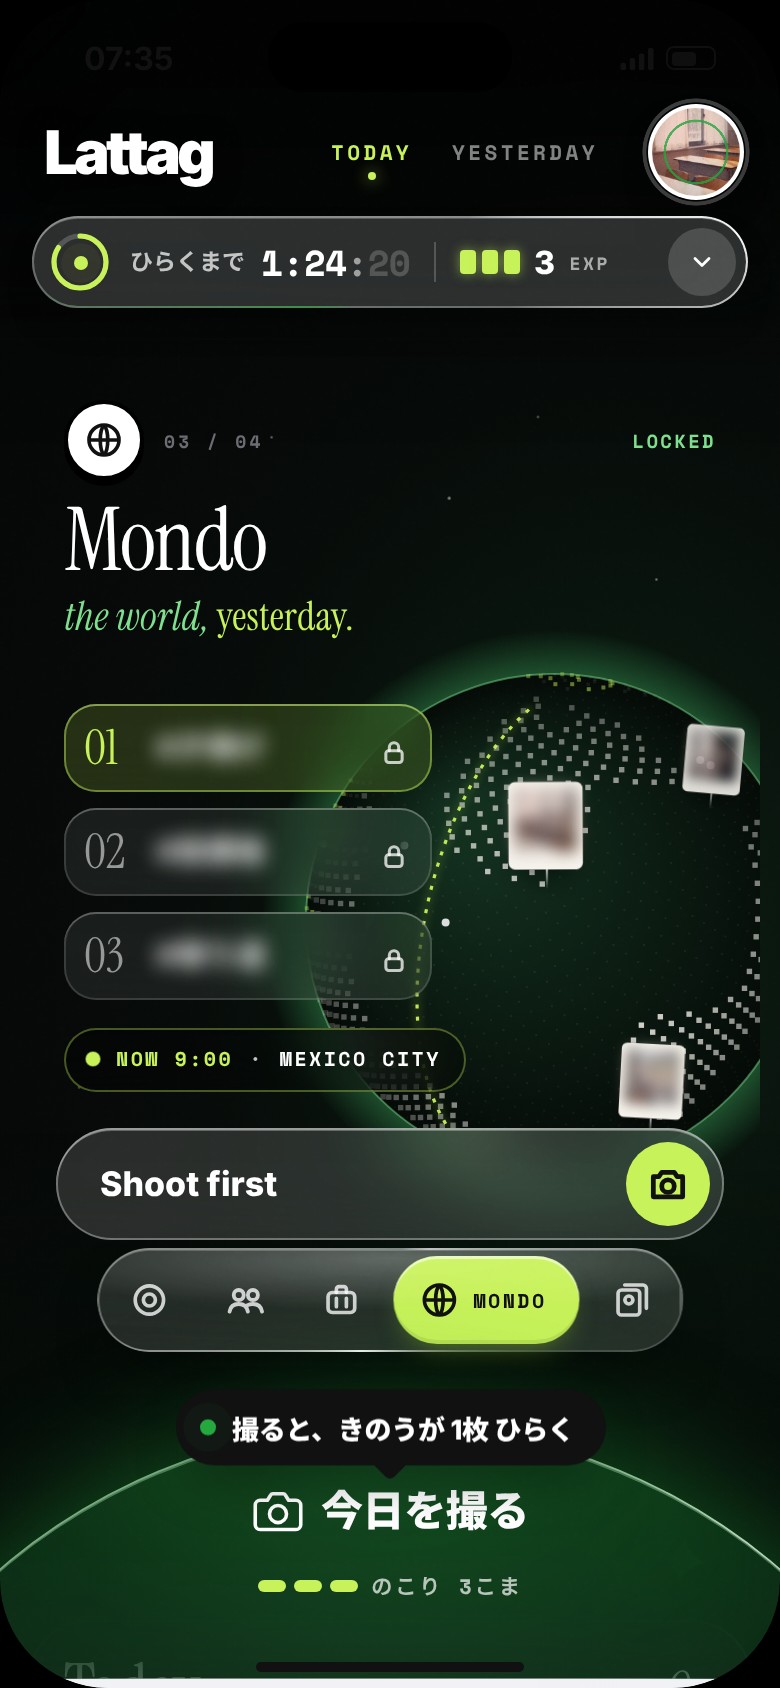 07:35
Lattag
TODAY YESTERDAY
ひらくまで 1:24:20 3 EXP
03 / 04
LOCKED
Mondo
the world, yesterday.
01
02
03
NOW 9:00 · MEXICO CITY
Shoot first
MONDO
撮ると、きのうが1枚ひらく
今日を撮る
のこり 3こま